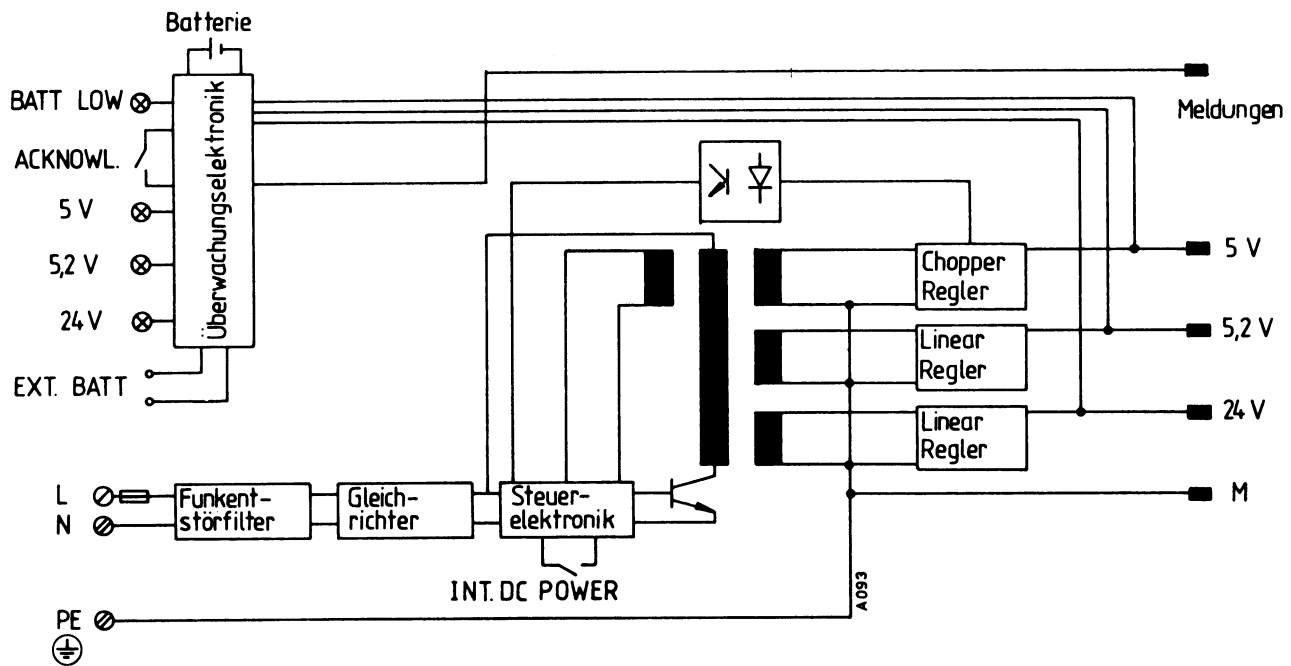 Batterie
BATT LOW
ACKNOWL.
5 V
5,2 V
24 V
EXT. BATT
Überwachungselektronik
Meldungen
Chopper
Regler
5 V
Linear
Regler
5,2 V
Linear
Regler
24 V
M
L
N
Funkent-
störfilter
Gleich-
richter
Steuer-
elektronik
INT. DC POWER
PE
A093